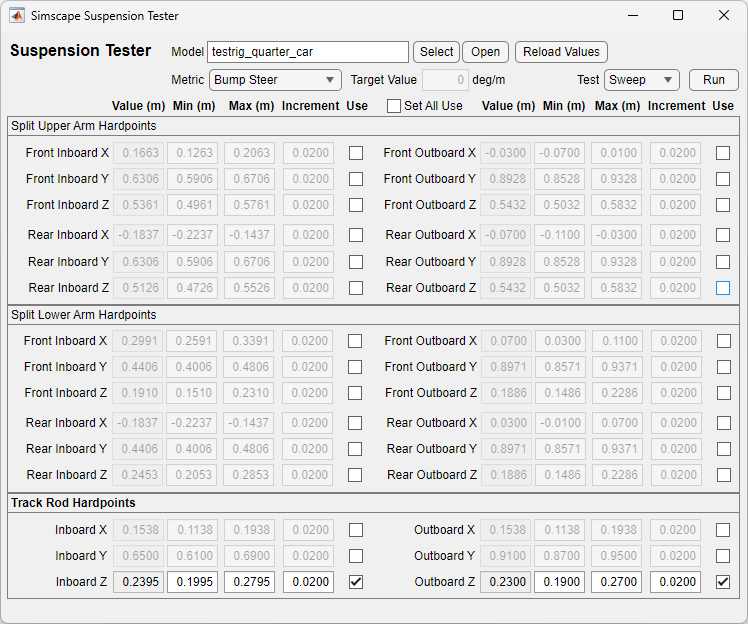 Simscape Suspension Tester
Suspension Tester Model testrig_quarter_car Select Open Reload Values
Metric Bump Steer Target Value 0 deg/m Test Sweep Run
Value (m) Min (m) Max (m) Increment Use Set All Use Value (m) Min (m) Max (m) Increment Use
Split Upper Arm Hardpoints
Front Inboard X 0.1663 0.1263 0.2063 0.0200 Front Outboard X -0.0300 -0.0700 0.0100 0.0200
Front Inboard Y 0.6306 0.5906 0.6706 0.0200 Front Outboard Y 0.8928 0.8528 0.9328 0.0200
Front Inboard Z 0.5361 0.4961 0.5761 0.0200 Front Outboard Z 0.5432 0.5032 0.5832 0.0200
Rear Inboard X -0.1837 -0.2237 -0.1437 0.0200 Rear Outboard X -0.0700 -0.1100 -0.0300 0.0200
Rear Inboard Y 0.6306 0.5906 0.6706 0.0200 Rear Outboard Y 0.8928 0.8528 0.9328 0.0200
Rear Inboard Z 0.5126 0.4726 0.5526 0.0200 Rear Outboard Z 0.5432 0.5032 0.5832 0.0200
Split Lower Arm Hardpoints
Front Inboard X 0.2991 0.2591 0.3391 0.0200 Front Outboard X 0.0700 0.0300 0.1100 0.0200
Front Inboard Y 0.4406 0.4006 0.4806 0.0200 Front Outboard Y 0.8971 0.8571 0.9371 0.0200
Front Inboard Z 0.1910 0.1510 0.2310 0.0200 Front Outboard Z 0.1886 0.1486 0.2286 0.0200
Rear Inboard X -0.1837 -0.2237 -0.1437 0.0200 Rear Outboard X 0.0300 -0.0100 0.0700 0.0200
Rear Inboard Y 0.4406 0.4006 0.4806 0.0200 Rear Outboard Y 0.8971 0.8571 0.9371 0.0200
Rear Inboard Z 0.2453 0.2053 0.2853 0.0200 Rear Outboard Z 0.1886 0.1486 0.2286 0.0200
Track Rod Hardpoints
Inboard X 0.1538 0.1138 0.1938 0.0200 Outboard X 0.1538 0.1138 0.1938 0.0200
Inboard Y 0.6500 0.6100 0.6900 0.0200 Outboard Y 0.9100 0.8700 0.9500 0.0200
Inboard Z 0.2395 0.1995 0.2795 0.0200 Outboard Z 0.2300 0.1900 0.2700 0.0200